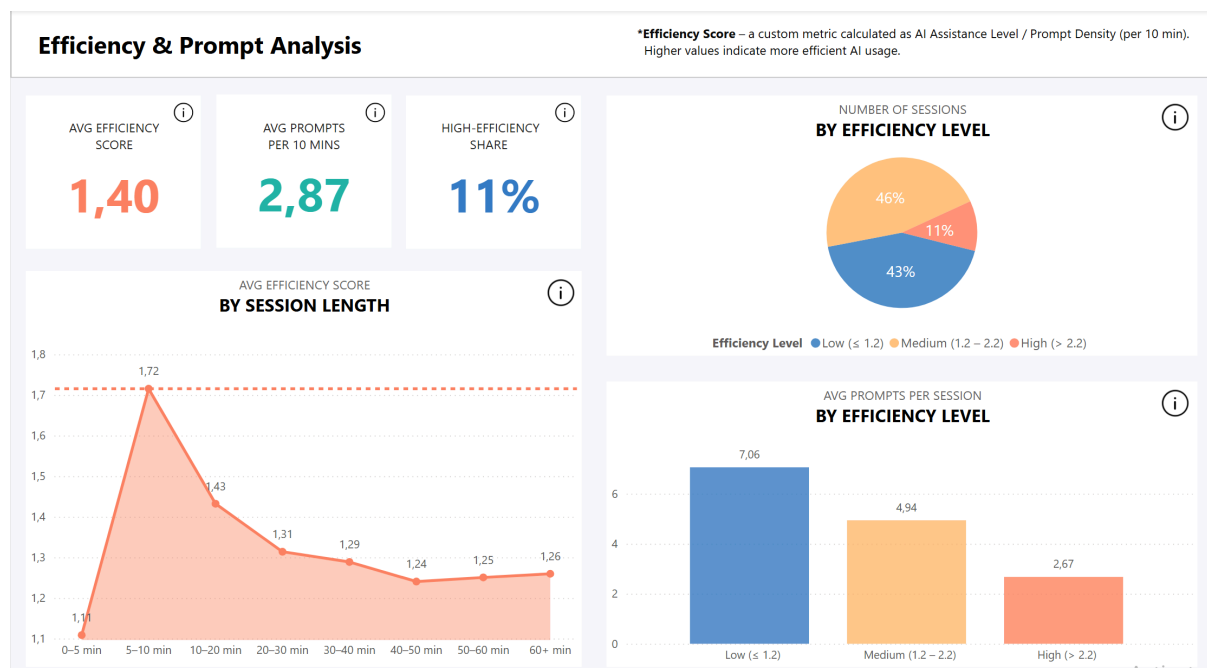 Efficiency & Prompt Analysis
*Efficiency Score – a custom metric calculated as AI Assistance Level / Prompt Density (per 10 min).
Higher values indicate more efficient AI usage.
AVG EFFICIENCY
SCORE
1,40
AVG PROMPTS
PER 10 MINS
2,87
HIGH-EFFICIENCY
SHARE
11%
NUMBER OF SESSIONS
BY EFFICIENCY LEVEL
46%
11%
43%
Efficiency Level Low (≤ 1.2) Medium (1.2 – 2.2) High (> 2.2)
AVG EFFICIENCY SCORE
BY SESSION LENGTH
1,8
1,7
1,6
1,5
1,4
1,3
1,2
1,1
1,11
1,72
1,43
1,31
1,29
1,24
1,25
1,26
0–5 min 5–10 min 10–20 min 20–30 min 30–40 min 40–50 min 50–60 min 60+ min
AVG PROMPTS PER SESSION
BY EFFICIENCY LEVEL
6
4
2
0
7,06
4,94
2,67
Low (≤ 1.2) Medium (1.2 – 2.2) High (> 2.2)